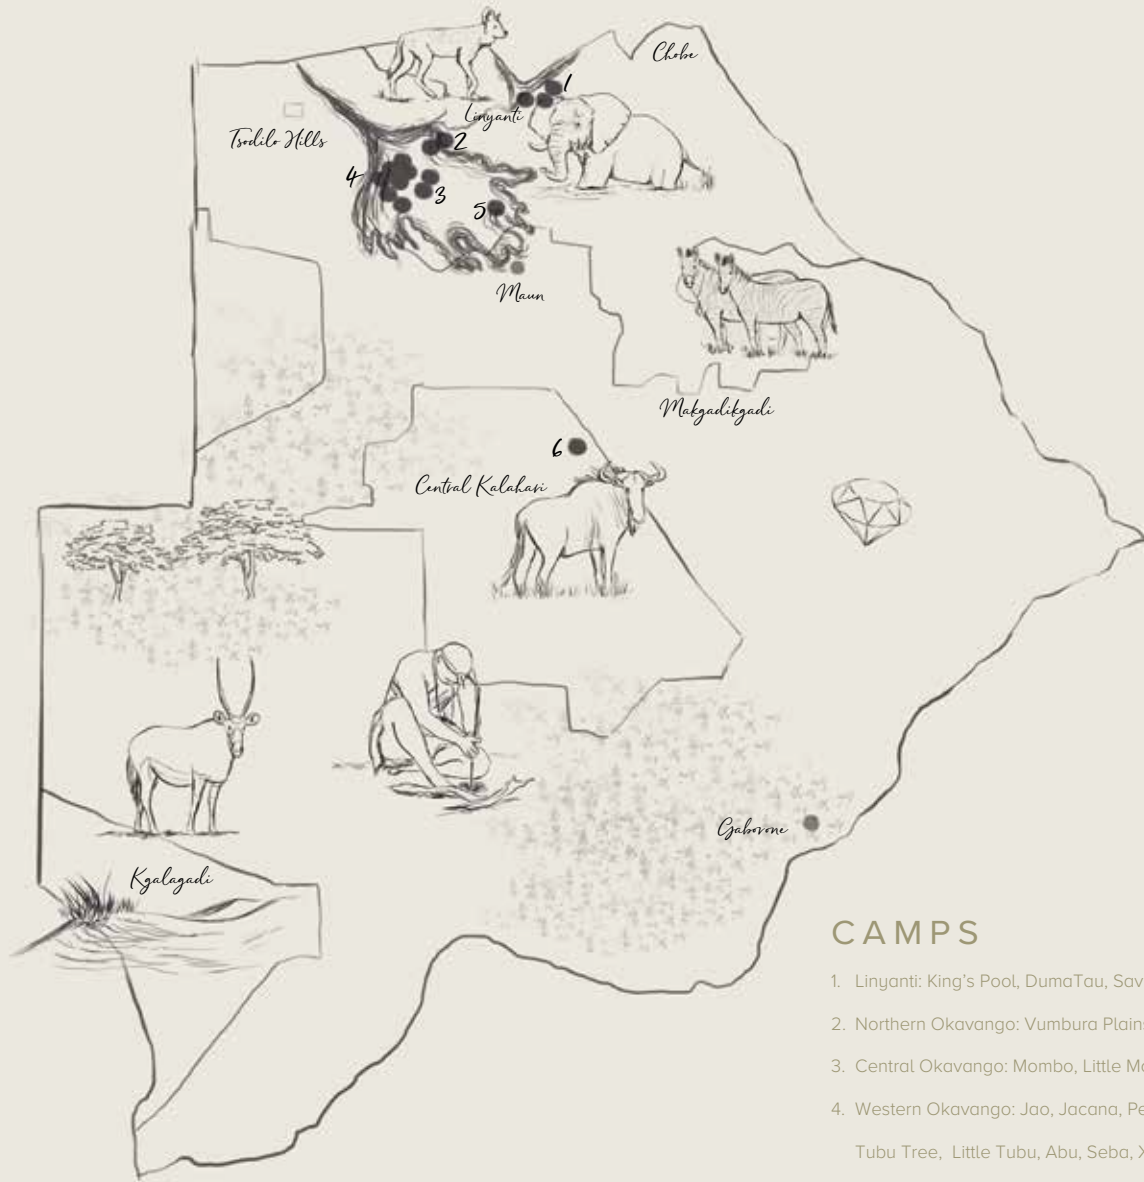 Chobe
1
Linyanti
Tsodilo Hills
2
4
3
5
Maun
Makgadikgadi
6
Central Kalahari
Gaborone
Kgalagadi
CAMPS
1. Linyanti: King's Pool, DumaTau, Sav
2. Northern Okavango: Vumbura Plain
3. Central Okavango: Mombo, Little Mo
4. Western Okavango: Jao, Jacana, Pe
Tubu Tree, Little Tubu, Abu, Seba, X